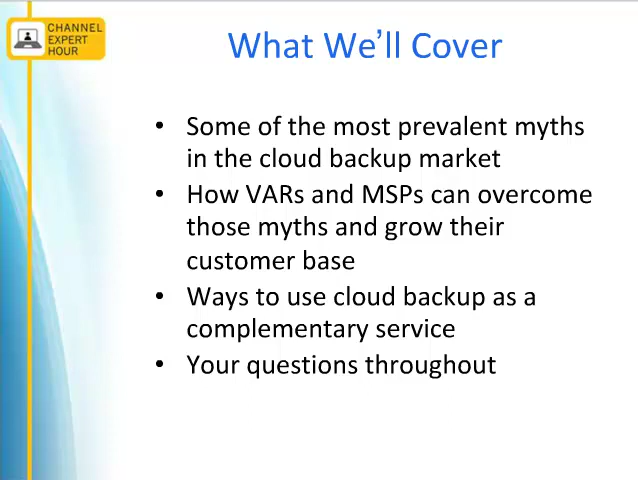 CHANNEL
EXPERT
HOUR
What We’ll Cover
• Some of the most prevalent myths
in the cloud backup market
• How VARs and MSPs can overcome
those myths and grow their
customer base
• Ways to use cloud backup as a
complementary service
• Your questions throughout